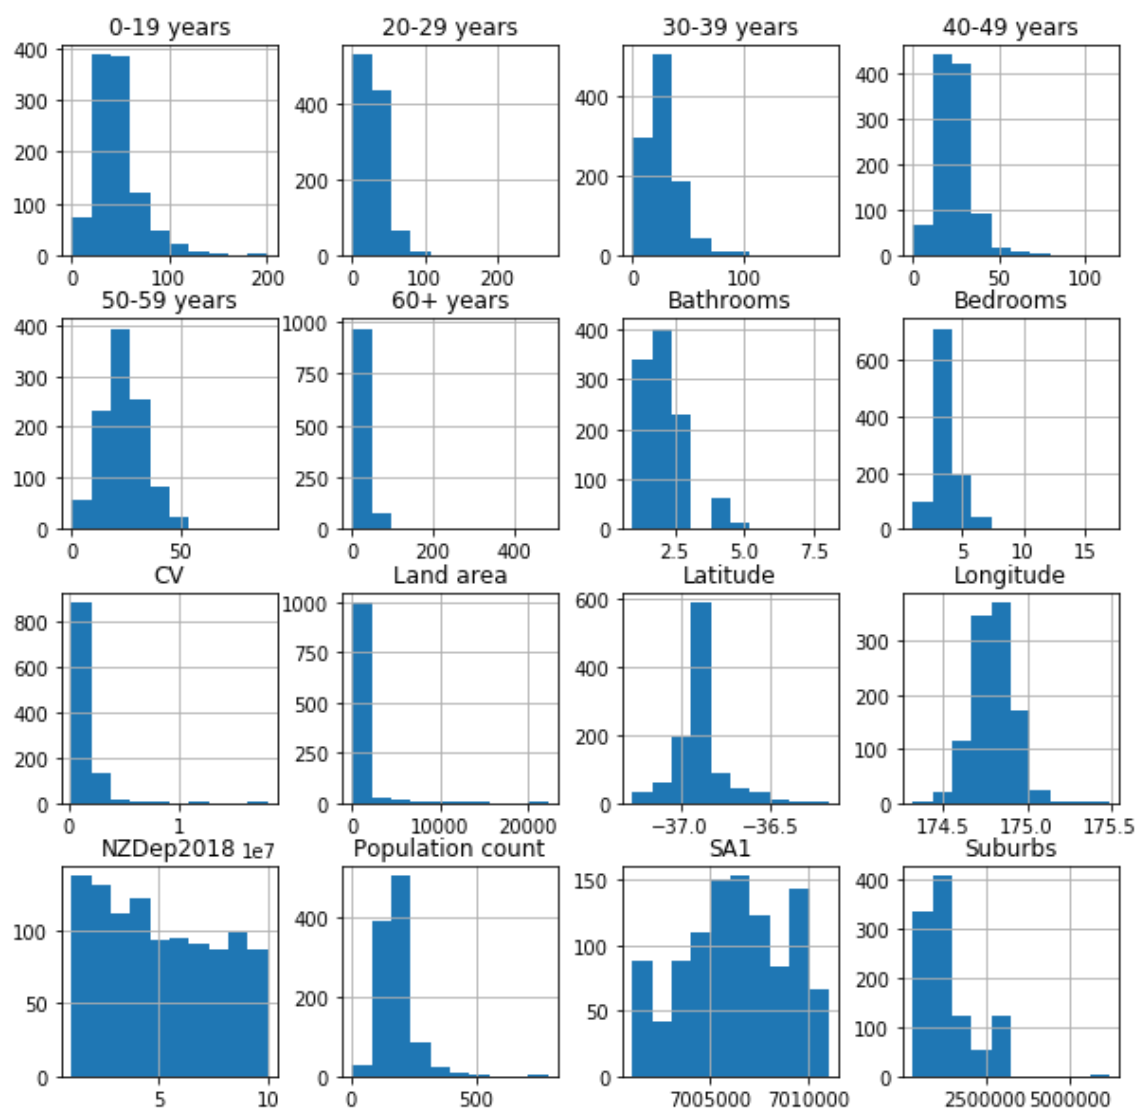 0-19 years 20-29 years 30-39 years 40-49 years
400 300 200 100 0 400 200 0 400 200 0 400 300 200 100 0
0 100 200 0 100 200 0 100 0 50 100
50-59 years 60+ years Bathrooms Bedrooms
400 300 200 100 0 1000 750 500 250 0 400 300 200 100 0 600 400 200 0
0 50 0 200 400 2.5 5.0 7.5 5 10 15
CV Land area Latitude Longitude
800 600 400 200 0 1000 750 500 250 0 600 400 200 0 300 200 100 0
0 1 0 10000 20000 −37.0 −36.5 174.5 175.0 175.5
NZDep2018 1e7 Population count SA1 Suburbs
100 50 0 400 200 0 150 100 50 0 400 300 200 100 0
5 10 0 500 7005000 7010000 2500000 5000000